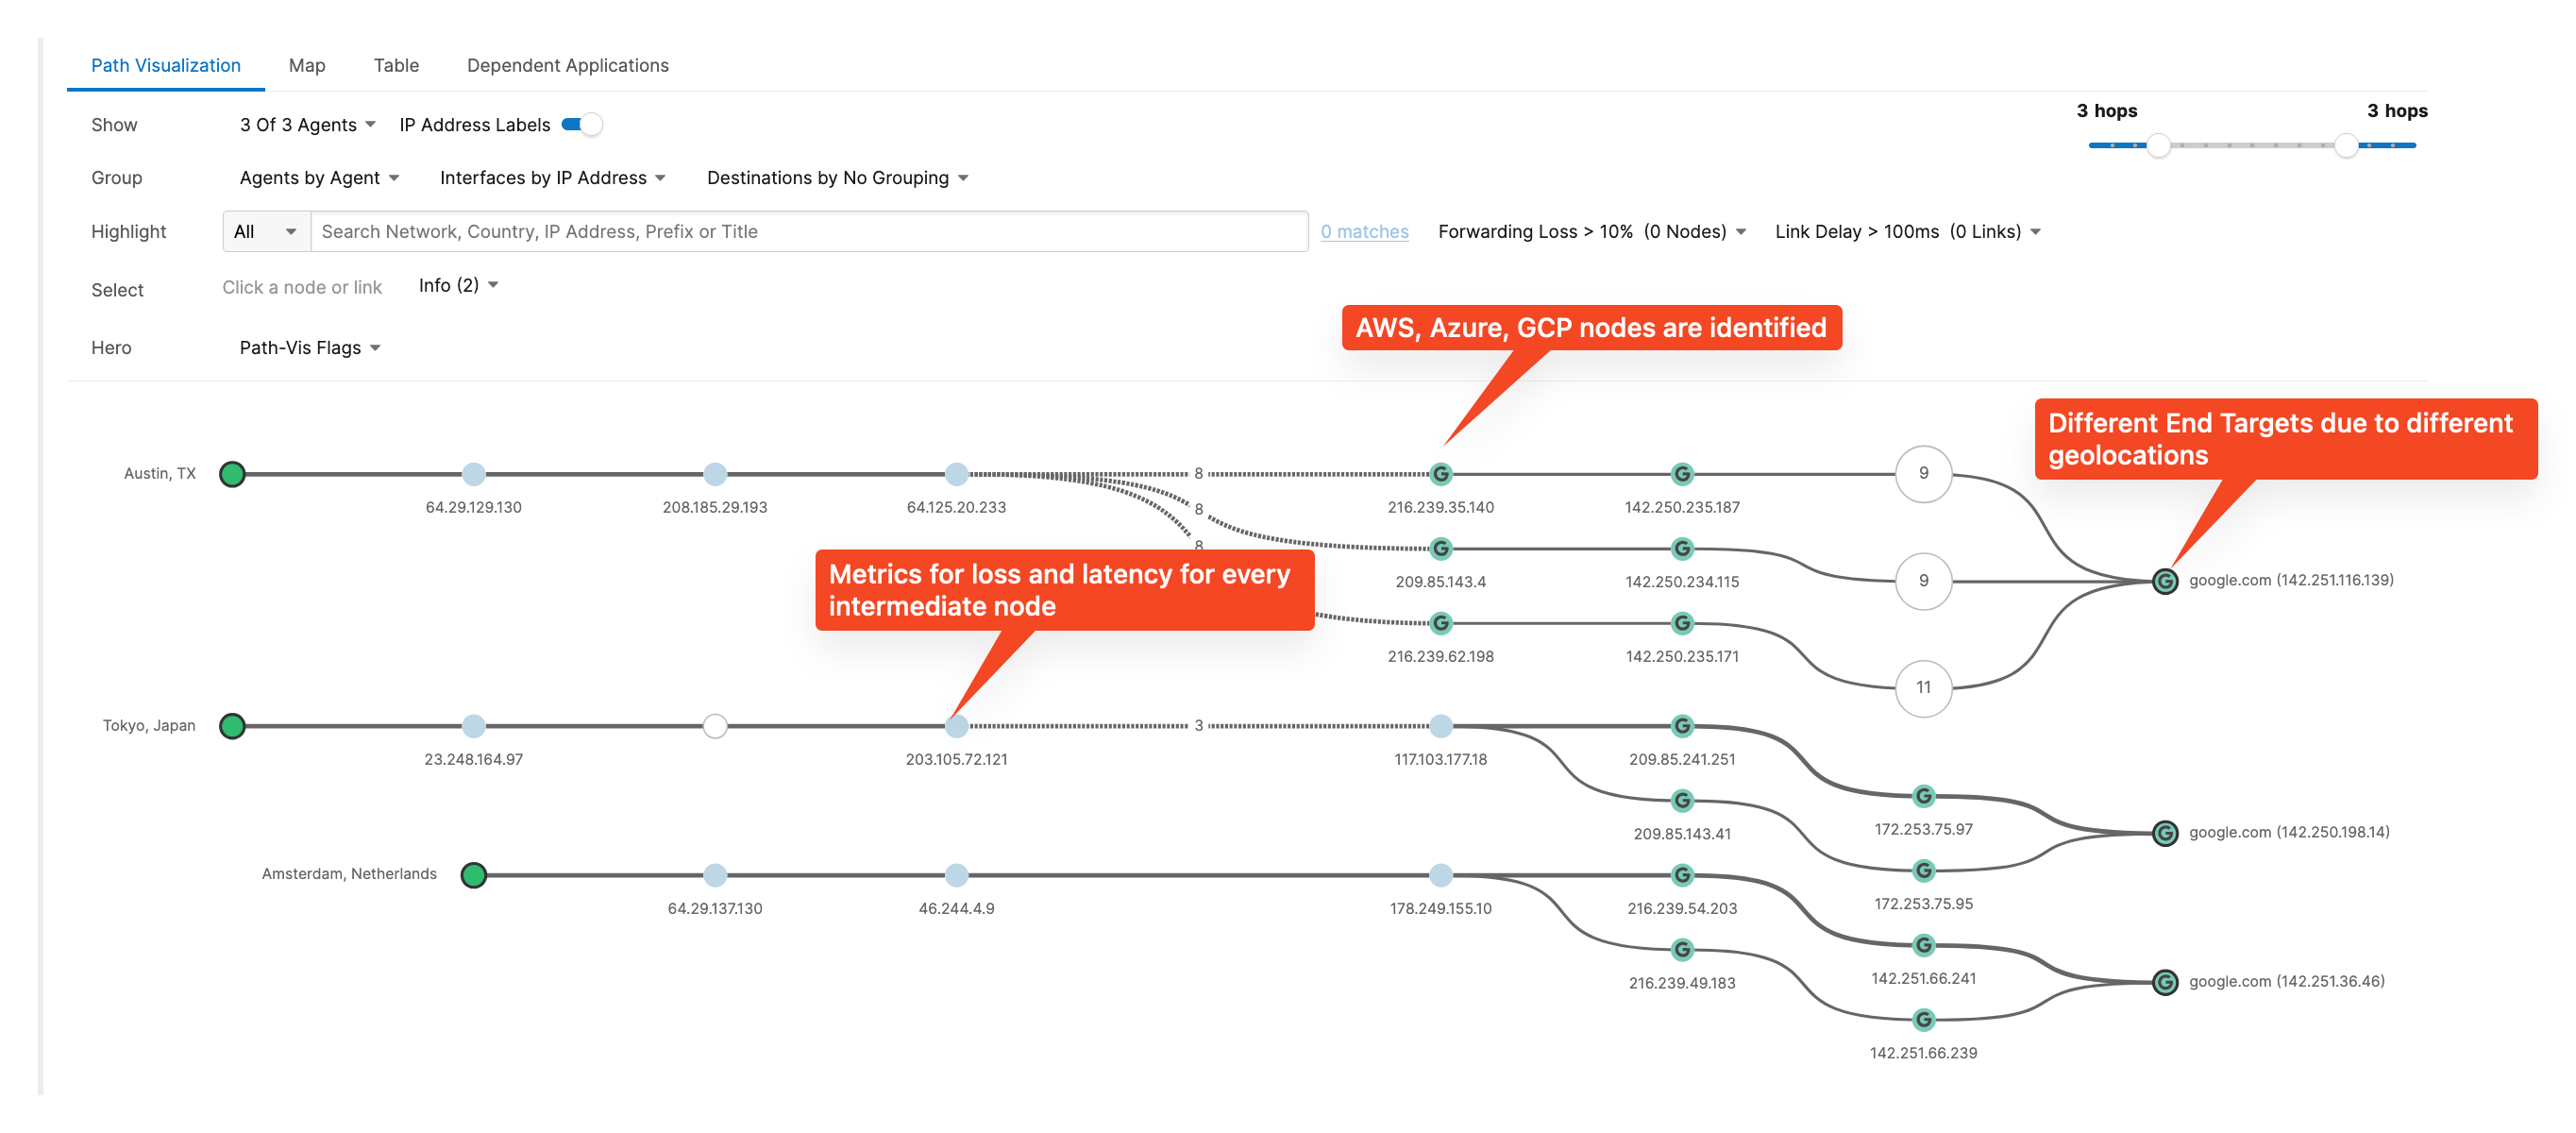 Path Visualization Map Table Dependent Applications
3 hops 3 hops
Show 3 Of 3 Agents IP Address Labels
Group Agents by Agent Interfaces by IP Address Destinations by No Grouping
Highlight All Search Network, Country, IP Address, Prefix or Title 0 matches Forwarding Loss > 10% (0 Nodes) Link Delay > 100ms (0 Links)
Select Click a node or link Info (2)
Hero Path-Vis Flags
AWS, Azure, GCP nodes are identified
Different End Targets due to different
geolocations
Austin, TX 8 G G 9
64.29.129.130 208.185.29.193 64.125.20.233 8 216.239.35.140 142.250.235.187
8 G G
209.85.143.4 142.250.234.115 9 G google.com (142.251.116.139)
Metrics for loss and latency for every
intermediate node
G G
216.239.62.198 142.250.235.171
11
Tokyo, Japan 3 G
23.248.164.97 203.105.72.121 117.103.177.18 209.85.241.251
G G
209.85.143.41 172.253.75.97 G google.com (142.250.198.14)
Amsterdam, Netherlands G G
64.29.137.130 46.244.4.9 178.249.155.10 216.239.54.203 172.253.75.95
G G
216.239.49.183 142.251.66.241 G google.com (142.251.36.46)
G
142.251.66.239